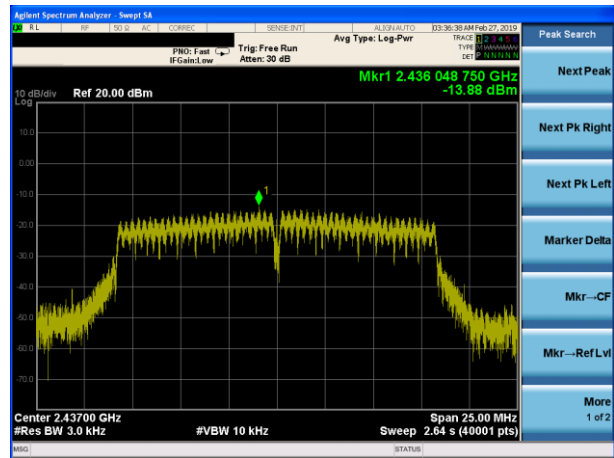 Agilent Spectrum Analyzer - Swept SA
RL RF 50 Ω AC CORREC SENSE:INT ALIGN AUTO 03:36:38 AM Feb 27, 2019
Avg Type: Log-Pwr TRACE 1 2 3 4 5 6
PNO: Fast Trig: Free Run TYPE
IFGain:Low Atten: 30 dB DET P N N N N N
Mkr1 2.436 048 750 GHz
-13.88 dBm
10 dB/div Ref 20.00 dBm
Log
10.0
0.00
-10.0
-20.0
-30.0
-40.0
-50.0
-60.0
-70.0
1
Center 2.43700 GHz Span 25.00 MHz
#Res BW 3.0 kHz #VBW 10 kHz Sweep 2.64 s (40001 pts)
MSG STATUS
Peak Search
Next Peak
Next Pk Right
Next Pk Left
Marker Delta
Mkr→CF
Mkr→Ref Lvl
More
1 of 2